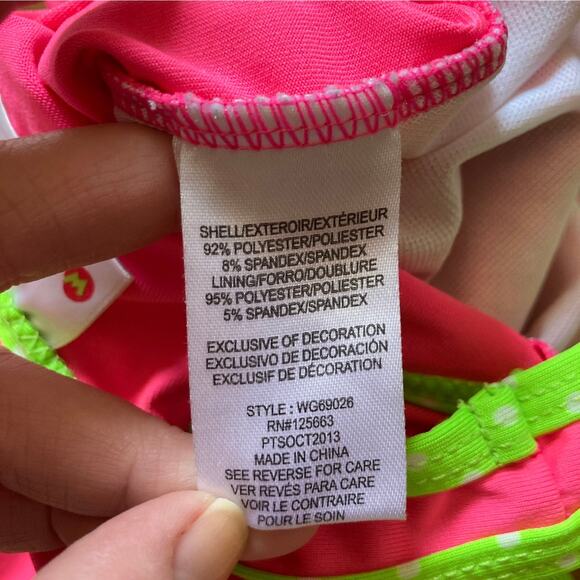 SHELL/EXTEROIR/EXTÉRIEUR
92% POLYESTER/POLIESTER
8% SPANDEX/SPANDEX
LINING/FORRO/DOUBLURE
95% POLYESTER/POLIESTER
5% SPANDEX/SPANDEX
EXCLUSIVE OF DECORATION
EXCLUSIVO DE DECORACIÓN
EXCLUSIF DE DÉCORATION
STYLE : WG69026
RN#125663
PTSOCT2013
MADE IN CHINA
SEE REVERSE FOR CARE
VER REVÉS PARA CARE
VOIR LE CONTRAIRE
POUR LE SOIN